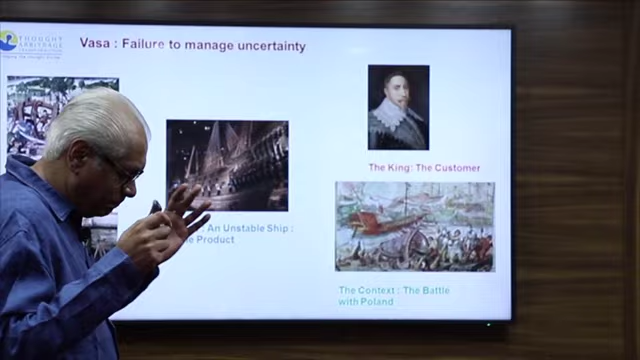 THOUGHT
ARBITRAGE
Vasa : Failure to manage uncertainty
The King: The Customer
: An Unstable Ship :
Product
The Context : The Battle
with Poland